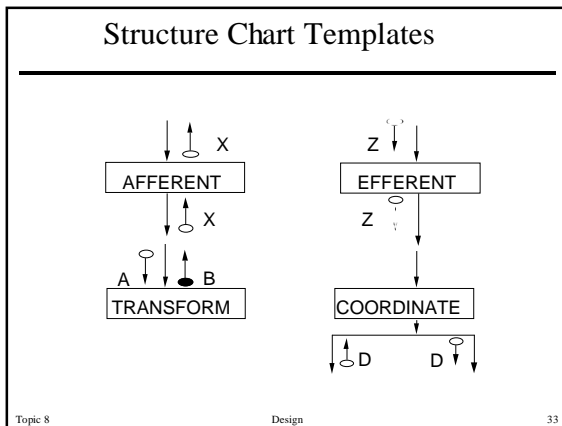 Structure Chart Templates
X
Z
AFFERENT
EFFERENT
X
Z
A
B
TRANSFORM
COORDINATE
D
D
Topic 8
Design
33